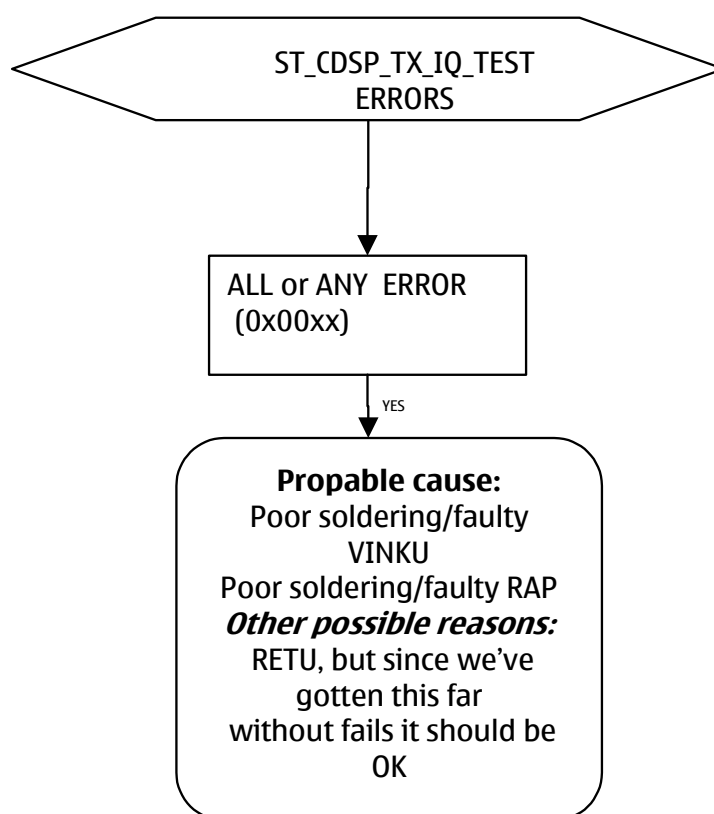 ST_CDSP_TX_IQ_TEST
ERRORS
ALL or ANY ERROR
(0x00xx)
YES
Propable cause:
Poor soldering/faulty
VINKU
Poor soldering/faulty RAP
Other possible reasons:
RETU, but since we’ve
gotten this far
without fails it should be
OK